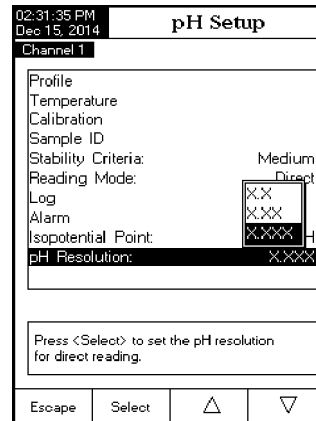 02:31:35 PM
Dec 15, 2014
pH Setup
Channel 1
Profile
Temperature
Calibration
Sample ID
Stability Criteria: Medium
Reading Mode: Direct
Log
X.X
Alarm
X.XX
Isopotential Point:
X.XXX
H
pH Resolution: X.XXX
Press <Select> to set the pH resolution
for direct reading.
Escape Select △ ▽